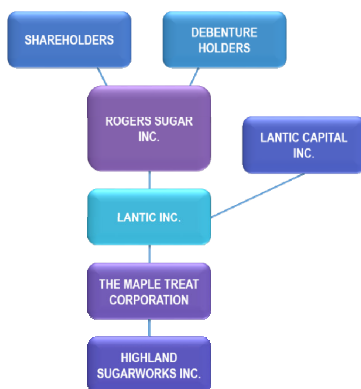 SHAREHOLDERS
DEBENTURE
HOLDERS
ROGERS SUGAR
INC.
LANTIC CAPITAL
INC.
LANTIC INC.
THE MAPLE TREAT
CORPORATION
HIGHLAND
SUGARWORKS INC.